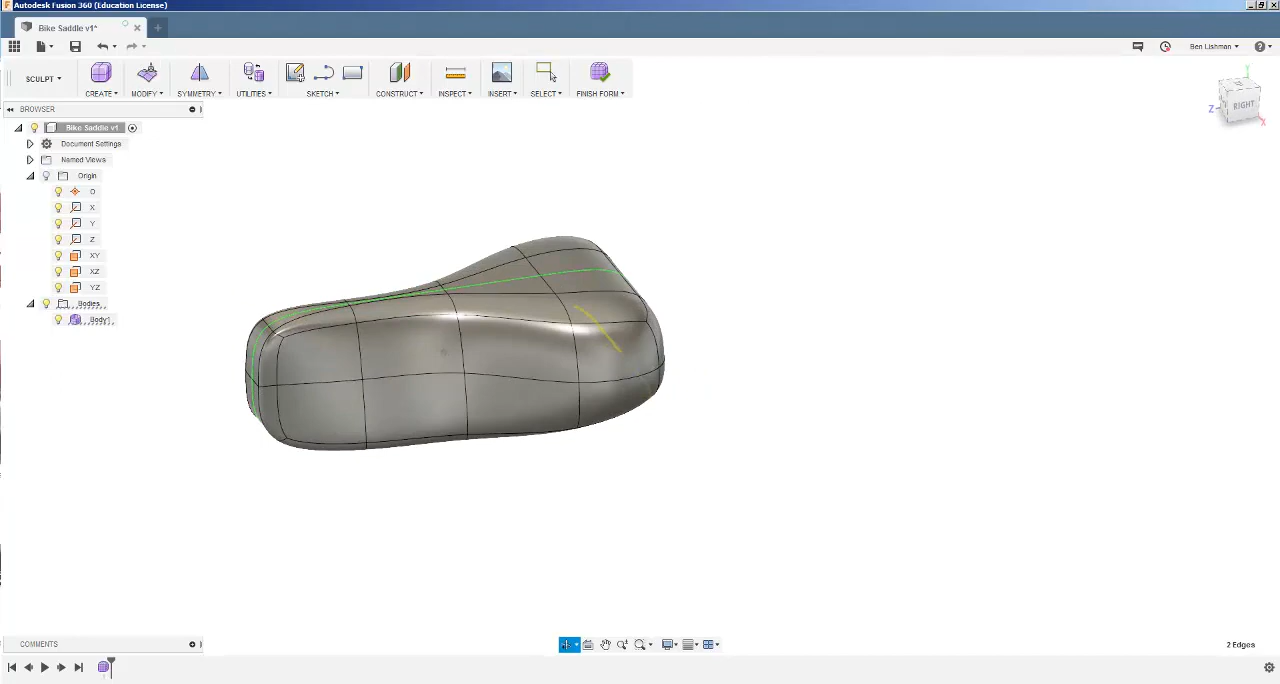 Autodesk Fusion 360 (Education License)
Bike Saddle v1*
Ben Lishman
SCULPT
CREATE
MODIFY
SYMMETRY
UTILITIES
SKETCH
CONSTRUCT
INSPECT
INSERT
SELECT
FINISH FORM
BROWSER
Bike Saddle v1
Document Settings
Named Views
Origin
O
X
Y
Z
XY
XZ
YZ
Bodies
Body1
Y
Z
RIGHT
X
COMMENTS
2 Edges